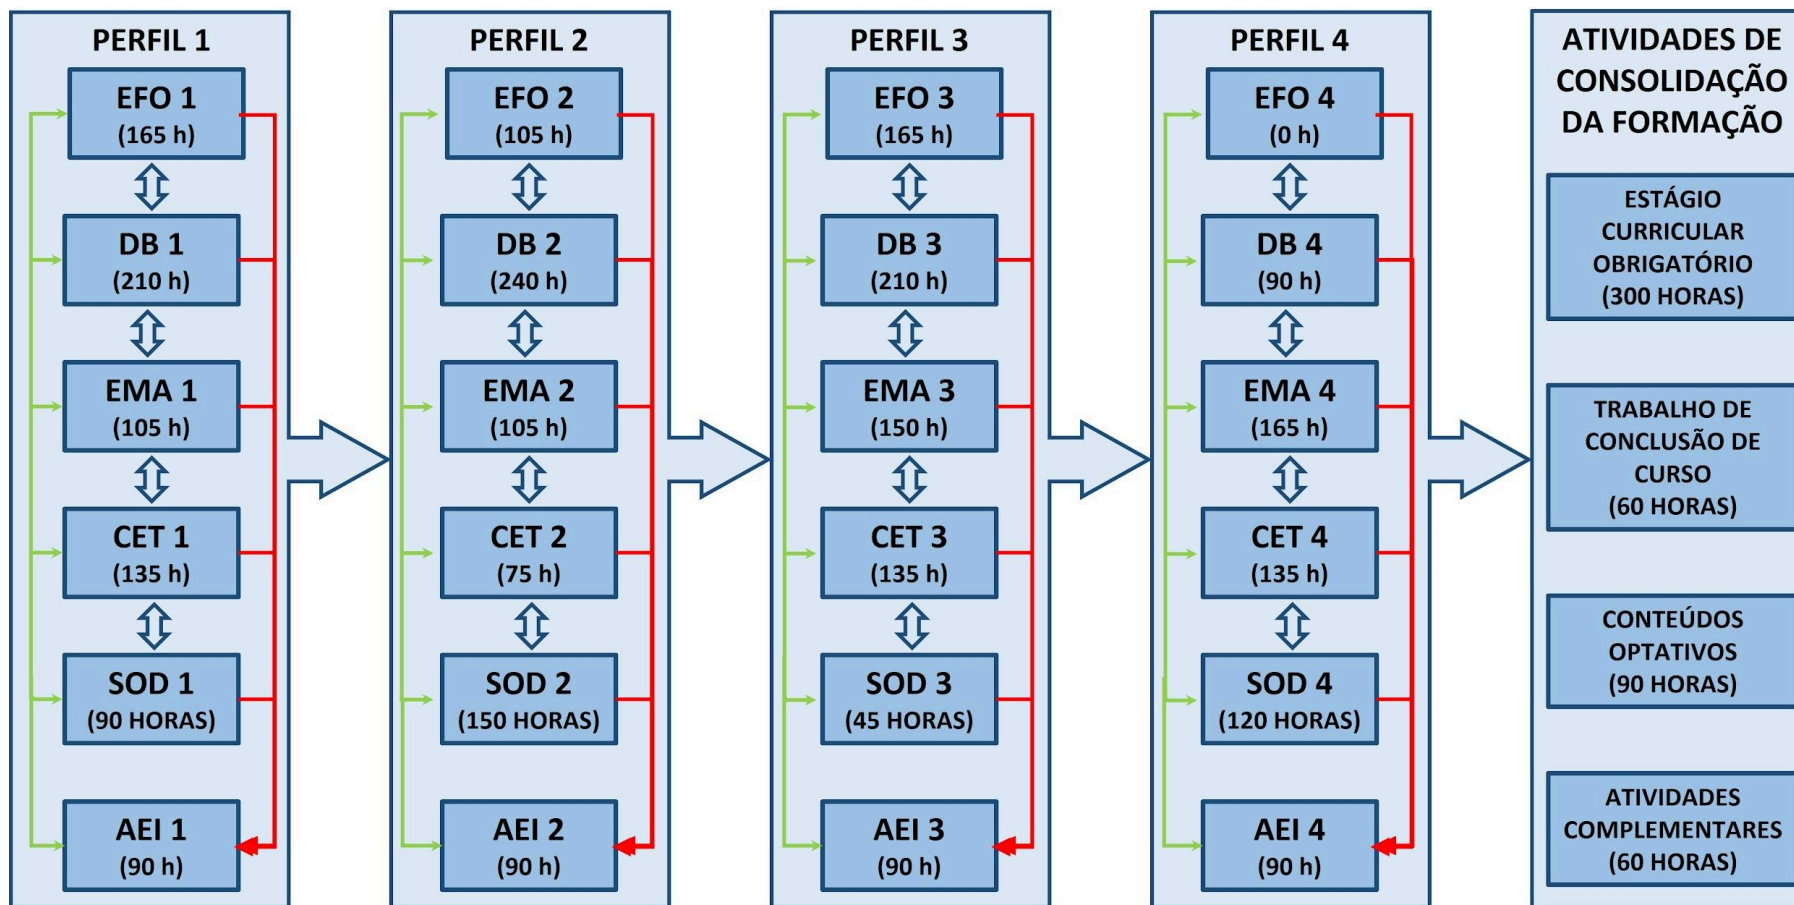 PERFIL 1
EFO 1
(165 h)
DB 1
(210 h)
EMA 1
(105 h)
CET 1
(135 h)
SOD 1
(90 HORAS)
AEI 1
(90 h)
PERFIL 2
EFO 2
(105 h)
DB 2
(240 h)
EMA 2
(105 h)
CET 2
(75 h)
SOD 2
(150 HORAS)
AEI 2
(90 h)
PERFIL 3
EFO 3
(165 h)
DB 3
(210 h)
EMA 3
(150 h)
CET 3
(135 h)
SOD 3
(45 HORAS)
AEI 3
(90 h)
PERFIL 4
EFO 4
(0 h)
DB 4
(90 h)
EMA 4
(165 h)
CET 4
(135 h)
SOD 4
(120 HORAS)
AEI 4
(90 h)
ATIVIDADES DE
CONSOLIDAÇÃO
DA FORMAÇÃO
ESTÁGIO
CURRICULAR
OBRIGATÓRIO
(300 HORAS)
TRABALHO DE
CONCLUSÃO DE
CURSO
(60 HORAS)
CONTEÚDOS
OPTATIVOS
(90 HORAS)
ATIVIDADES
COMPLEMENTARES
(60 HORAS)